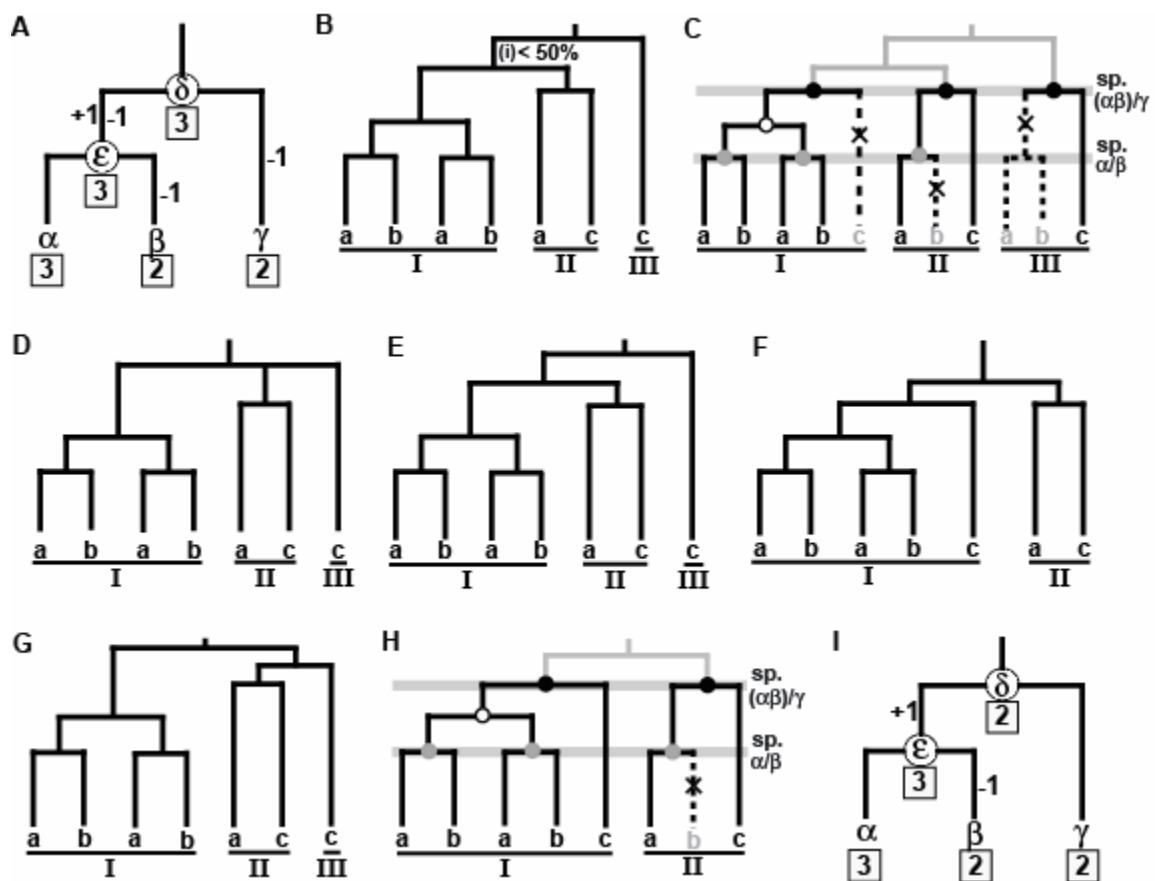 A
δ
3
+1 -1
-1
ε
3
-1
α β γ
3 2 2
B
(i)< 50%
a b a b a c c
I II III
C
sp.
(αβ)/γ
sp.
α/β
a b a b c a b c a b c
I II III
D
a b a b a c c
I II III
E
a b a b a c c
I II III
F
a b a b c a c
I II
G
a b a b a c c
I II III
H
sp.
(αβ)/γ
sp.
α/β
a b a b c a b c
I II
I
δ
2
+1
ε
3
-1
α β γ
3 2 2